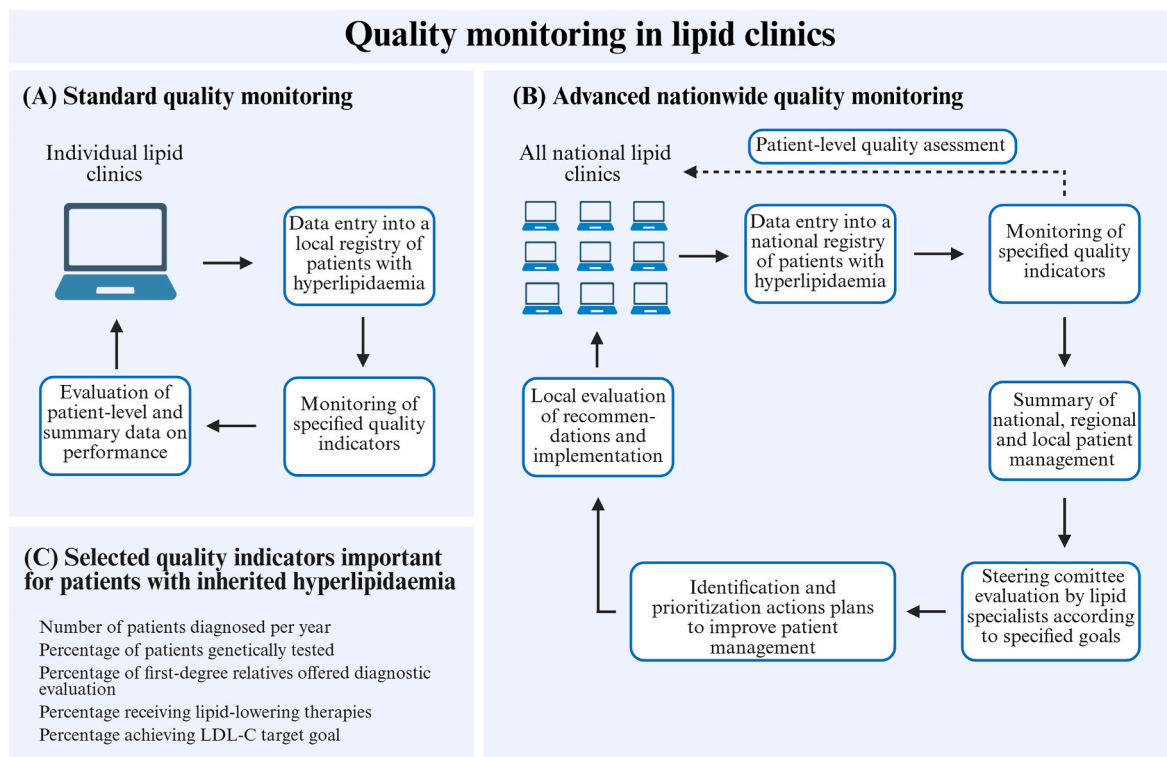 Quality monitoring in lipid clinics
(A) Standard quality monitoring
Individual lipid
clinics
Data entry into a
local registry of
patients with
hyperlipidaemia
Monitoring of
specified quality
indicators
Evaluation of
patient-level and
summary data on
performance
(B) Advanced nationwide quality monitoring
All national lipid
clinics
Patient-level quality asessment
Data entry into a
national registry
of patients with
hyperlipidaemia
Monitoring of
specified quality
indicators
Summary of
national, regional
and local patient
management
Steering comittee
evaluation by lipid
specialists according
to specified goals
Identification and
prioritization actions plans
to improve patient
management
Local evaluation
of recommen-
dations and
implementation
(C) Selected quality indicators important
for patients with inherited hyperlipidaemia
Number of patients diagnosed per year
Percentage of patients genetically tested
Percentage of first-degree relatives offered diagnostic
evaluation
Percentage receiving lipid-lowering therapies
Percentage achieving LDL-C target goal